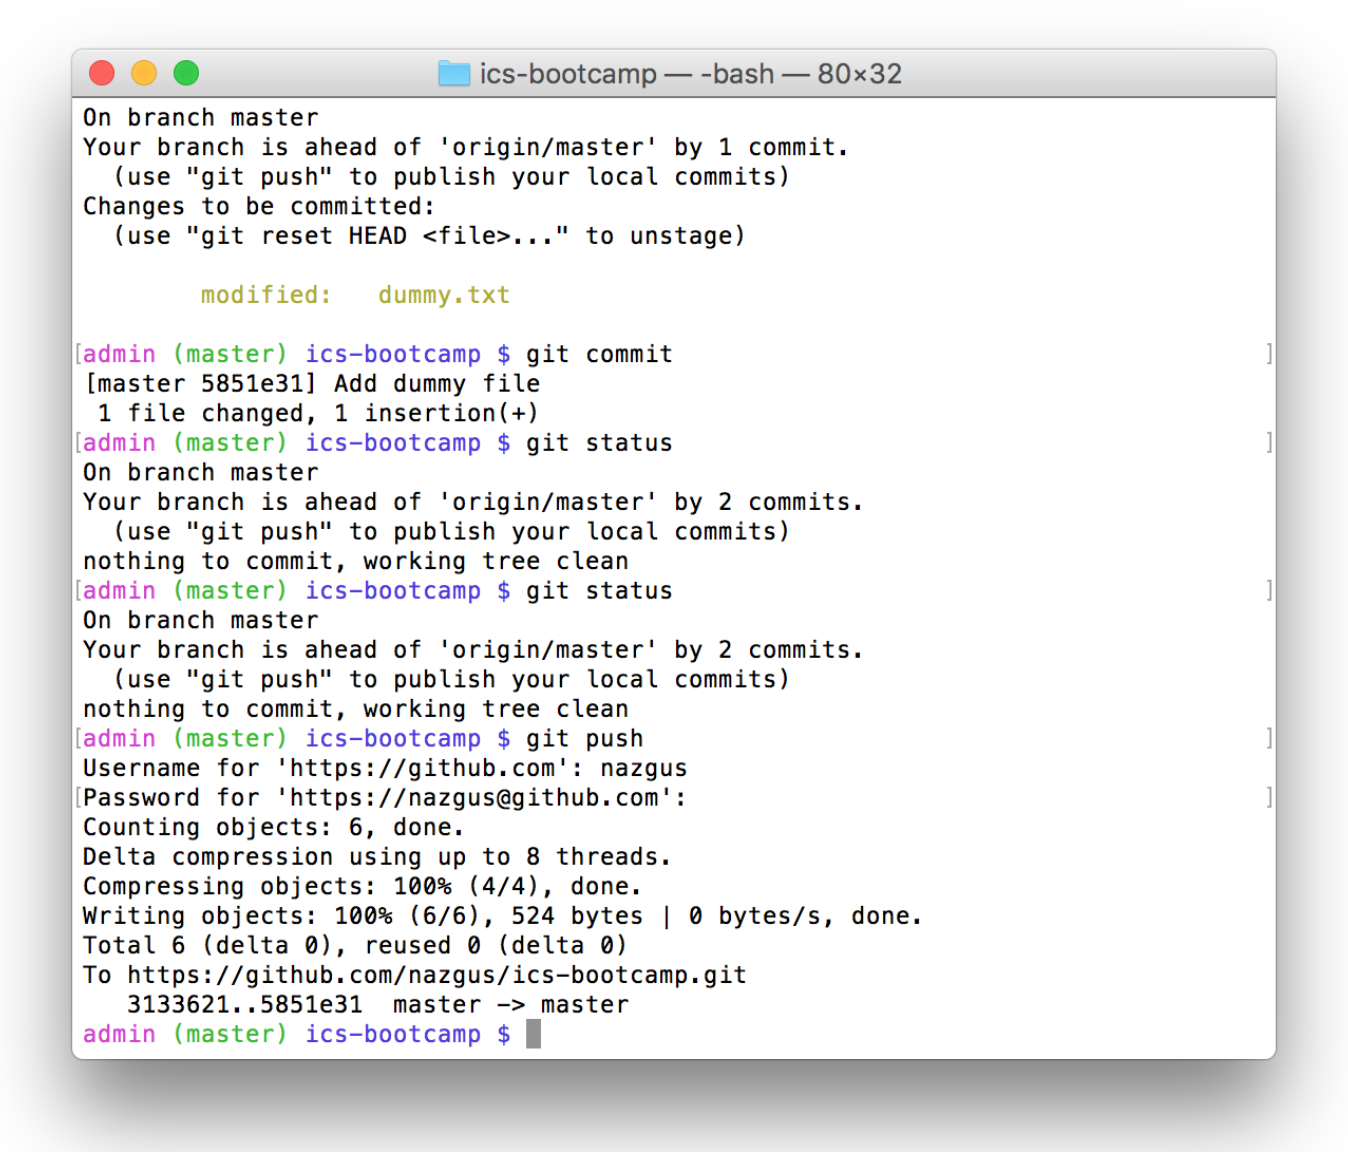 ics-bootcamp — -bash — 80×32
On branch master
Your branch is ahead of 'origin/master' by 1 commit.
  (use "git push" to publish your local commits)
Changes to be committed:
  (use "git reset HEAD <file>..." to unstage)

        modified:   dummy.txt

[admin (master) ics-bootcamp $ git commit ]
[master 5851e31] Add dummy file
 1 file changed, 1 insertion(+)
[admin (master) ics-bootcamp $ git status ]
On branch master
Your branch is ahead of 'origin/master' by 2 commits.
  (use "git push" to publish your local commits)
nothing to commit, working tree clean
[admin (master) ics-bootcamp $ git status ]
On branch master
Your branch is ahead of 'origin/master' by 2 commits.
  (use "git push" to publish your local commits)
nothing to commit, working tree clean
[admin (master) ics-bootcamp $ git push ]
Username for 'https://github.com': nazgus
[Password for 'https://nazgus@github.com': ]
Counting objects: 6, done.
Delta compression using up to 8 threads.
Compressing objects: 100% (4/4), done.
Writing objects: 100% (6/6), 524 bytes | 0 bytes/s, done.
Total 6 (delta 0), reused 0 (delta 0)
To https://github.com/nazgus/ics-bootcamp.git
   3133621..5851e31  master -> master
admin (master) ics-bootcamp $